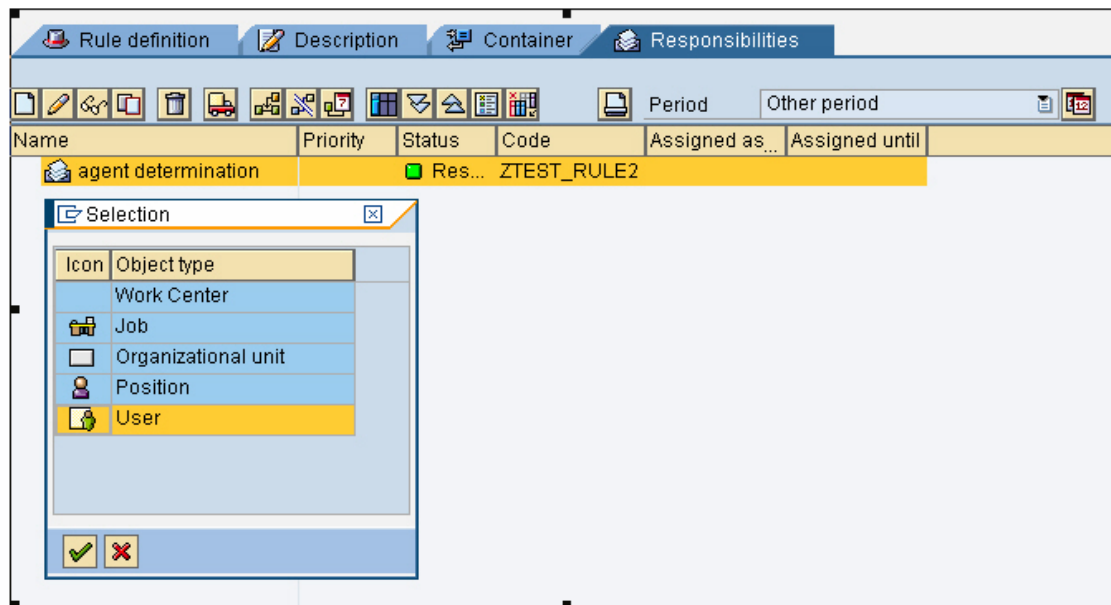 Rule definition Description Container Responsibilities
Period Other period
Name Priority Status Code Assigned as... Assigned until
agent determination Res... ZTEST_RULE2
Selection
Icon Object type
Work Center
Job
Organizational unit
Position
User